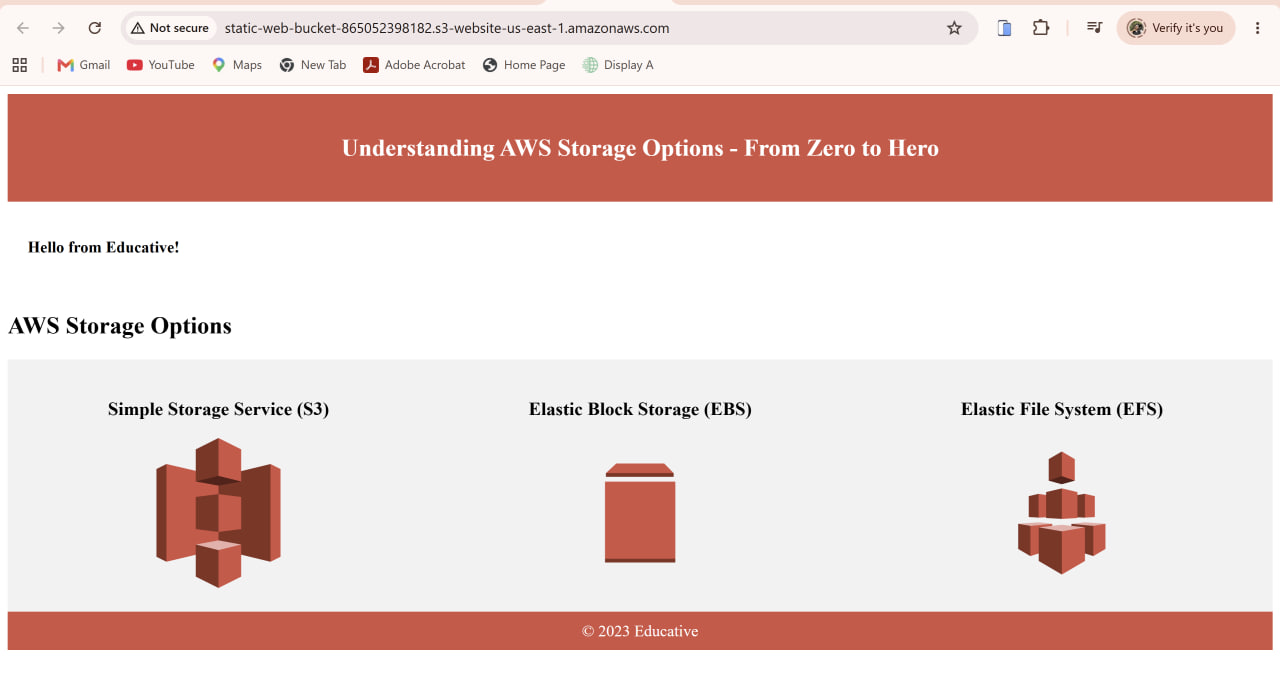 Not secure static-web-bucket-865052398182.s3-website-us-east-1.amazonaws.com Verify it's you
Gmail YouTube Maps New Tab Adobe Acrobat Home Page Display A
Understanding AWS Storage Options - From Zero to Hero
Hello from Educative!
AWS Storage Options
Simple Storage Service (S3) Elastic Block Storage (EBS) Elastic File System (EFS)
© 2023 Educative